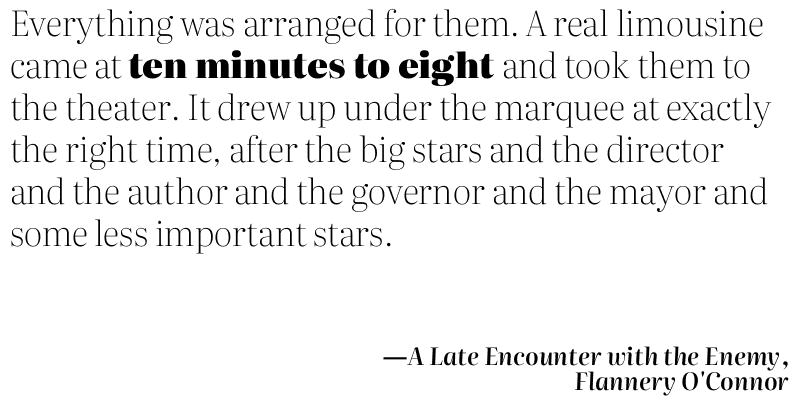 Everything was arranged for them. A real limousine
came at ten minutes to eight and took them to
the theater. It drew up under the marquee at exactly
the right time, after the big stars and the director
and the author and the governor and the mayor and
some less important stars.
—A Late Encounter with the Enemy,
Flannery O'Connor